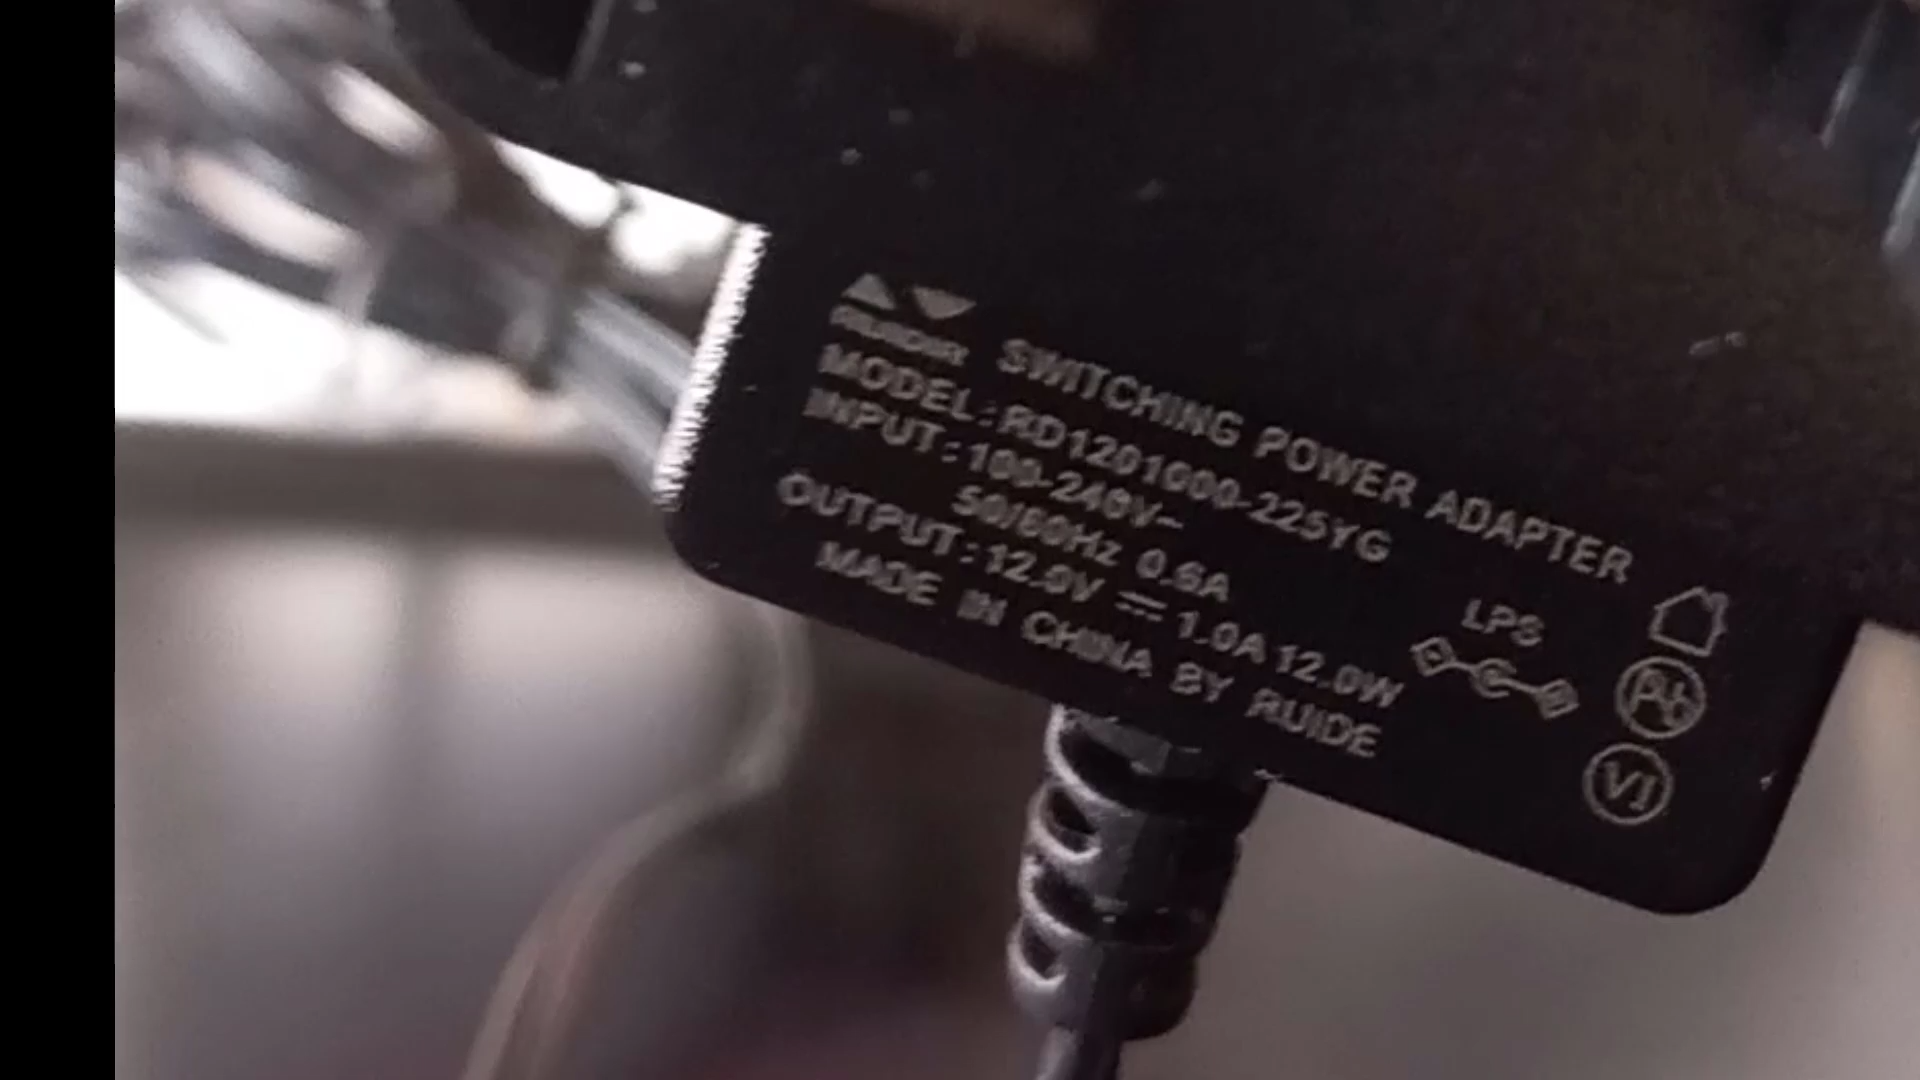 SWITCHING POWER ADAPTER
MODEL: RD1201000-225YG
INPUT: 100-240V~
50/60Hz 0.6A
OUTPUT: 12.0V ⎓ 1.0A 12.0W
MADE IN CHINA BY RUIDE
LPS
Pb
VI